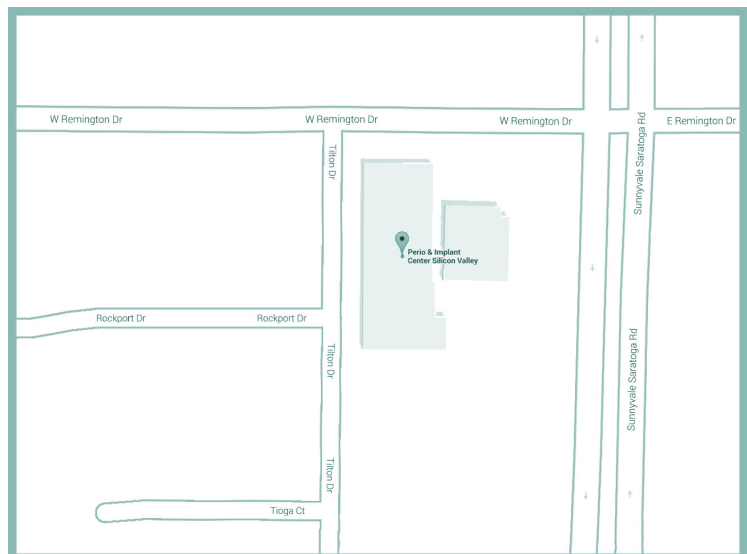 W Remington Dr
W Remington Dr
W Remington Dr
E Remington Dr
Sunnyvale Saratoga Rd
Tilton Dr
Perio & Implant
Center Silicon Valley
Rockport Dr
Rockport Dr
Tilton Dr
Sunnyvale Saratoga Rd
Tilton Dr
Tioga Ct